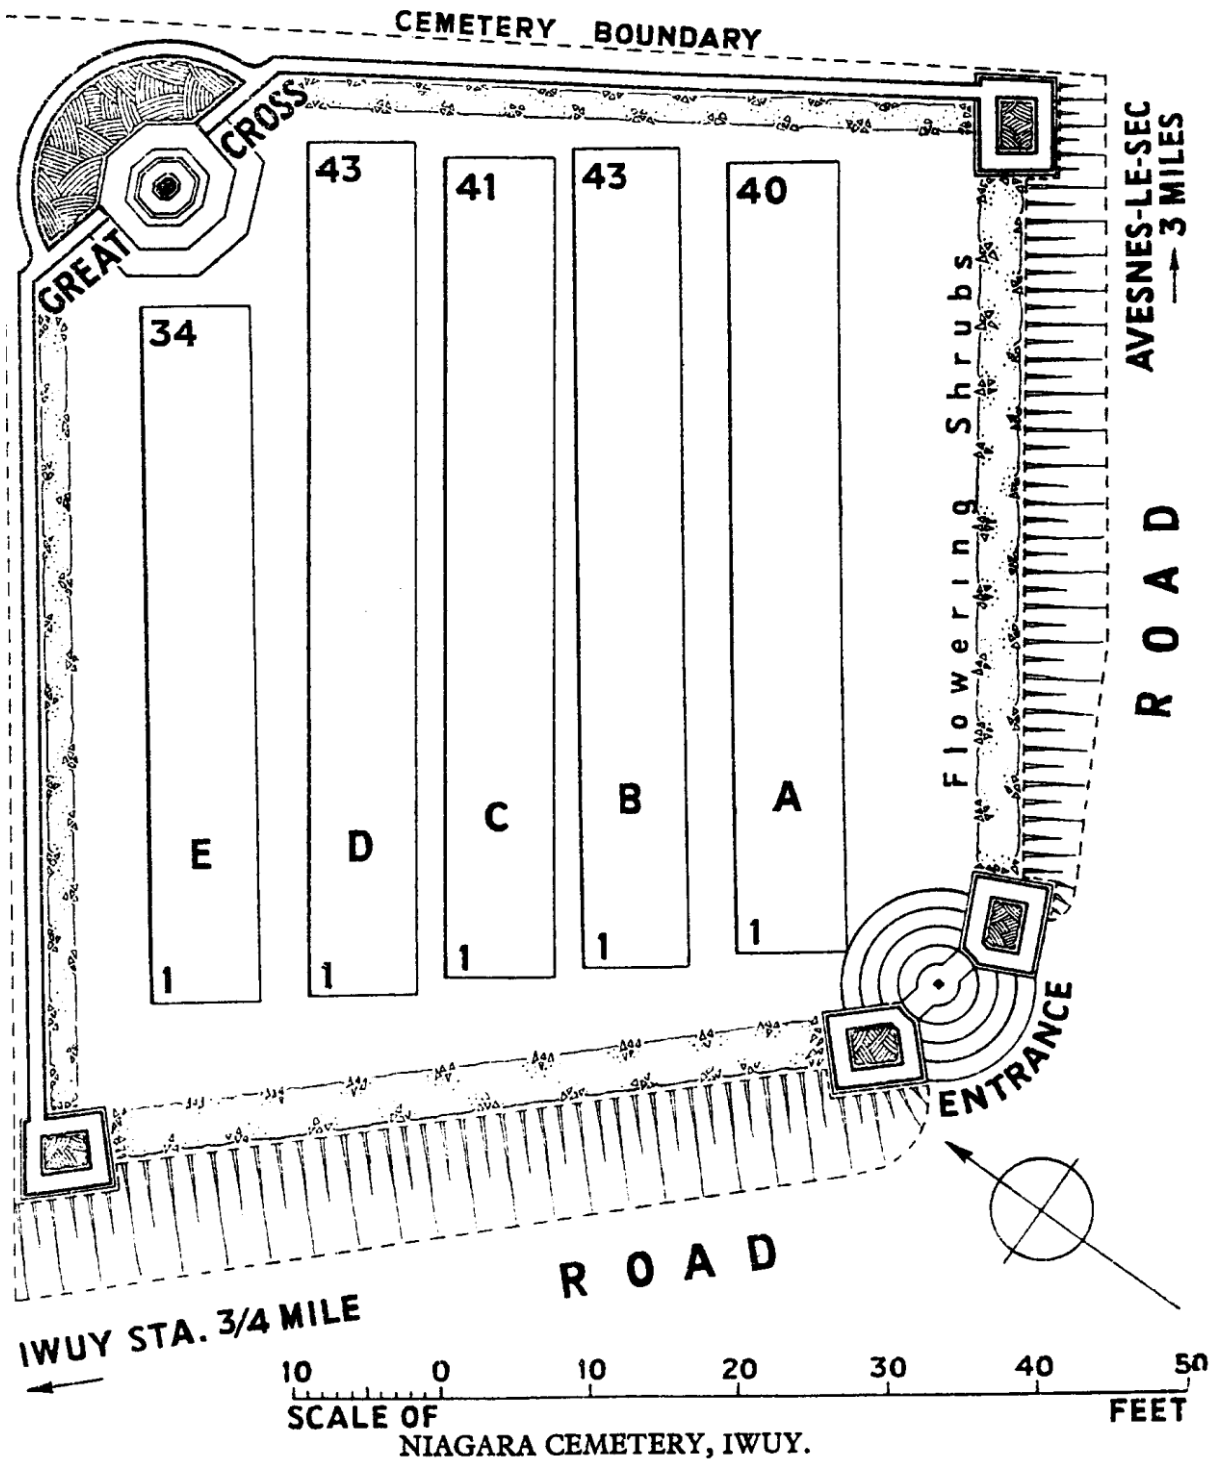 CEMETERY BOUNDARY
GREAT CROSS
43
41
43
40
34
E
D
C
B
A
1
1
1
1
1
Flowering Shrubs
AVESNES-LE-SEC
→ 3 MILES
ROAD
ENTRANCE
ROAD
IWUY STA. 3/4 MILE
10 0 10 20 30 40 50
SCALE OF FEET
NIAGARA CEMETERY, IWUY.